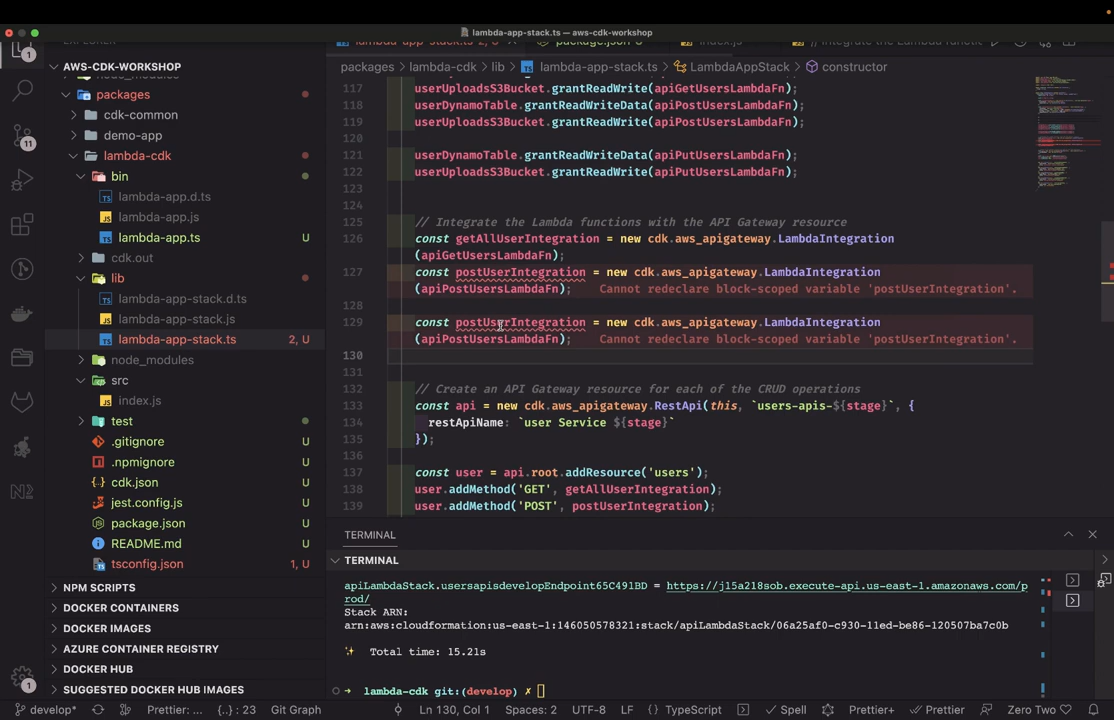 lambda-app-stack.ts — aws-cdk-workshop
AWS-CDK-WORKSHOP
packages
cdk-common
demo-app
lambda-cdk
bin
lambda-app.d.ts
lambda-app.js
lambda-app.ts U
cdk.out
lib
lambda-app-stack.d.ts
lambda-app-stack.js
lambda-app-stack.ts 2, U
node_modules
src
index.js
test
.gitignore U
.npmignore U
cdk.json U
jest.config.js U
package.json U
README.md U
tsconfig.json 1, U
NPM SCRIPTS
DOCKER CONTAINERS
DOCKER IMAGES
AZURE CONTAINER REGISTRY
DOCKER HUB
SUGGESTED DOCKER HUB IMAGES
1
11
1
packages > lambda-cdk > lib > lambda-app-stack.ts > LambdaAppStack > constructor
117 userUploadsS3Bucket.grantReadWrite(apiGetUsersLambdaFn);
118 userDynamoTable.grantReadWriteData(apiPostUsersLambdaFn);
119 userUploadsS3Bucket.grantReadWrite(apiPostUsersLambdaFn);
120
121 userDynamoTable.grantReadWriteData(apiPutUsersLambdaFn);
122 userUploadsS3Bucket.grantReadWrite(apiPutUsersLambdaFn);
123
124
125 // Integrate the Lambda functions with the API Gateway resource
126 const getAllUserIntegration = new cdk.aws_apigateway.LambdaIntegration
(apiGetUsersLambdaFn);
127 const postUserIntegration = new cdk.aws_apigateway.LambdaIntegration
(apiPostUsersLambdaFn); Cannot redeclare block-scoped variable 'postUserIntegration'.
128
129 const postUserIntegration = new cdk.aws_apigateway.LambdaIntegration
(apiPostUsersLambdaFn); Cannot redeclare block-scoped variable 'postUserIntegration'.
130
131
132 // Create an API Gateway resource for each of the CRUD operations
133 const api = new cdk.aws_apigateway.RestApi(this, `users-apis-${stage}`, {
134 restApiName: `user Service ${stage}`
135 });
136
137 const user = api.root.addResource('users');
138 user.addMethod('GET', getAllUserIntegration);
139 user.addMethod('POST', postUserIntegration);
TERMINAL
TERMINAL
apiLambdaStack.usersapisdevelopEndpoint65C491BD = https://j15a218sob.execute-api.us-east-1.amazonaws.com/p
rod/
Stack ARN:
arn:aws:cloudformation:us-east-1:146050578321:stack/apiLambdaStack/06a25af0-c930-11ed-be86-120507ba7c0b
✨ Total time: 15.21s
➜ lambda-cdk git:(develop) ✗
develop* Prettier: ... : 23 Git Graph Ln 130, Col 1 Spaces: 2 UTF-8 LF {} TypeScript Spell Prettier+ Prettier Zero Two